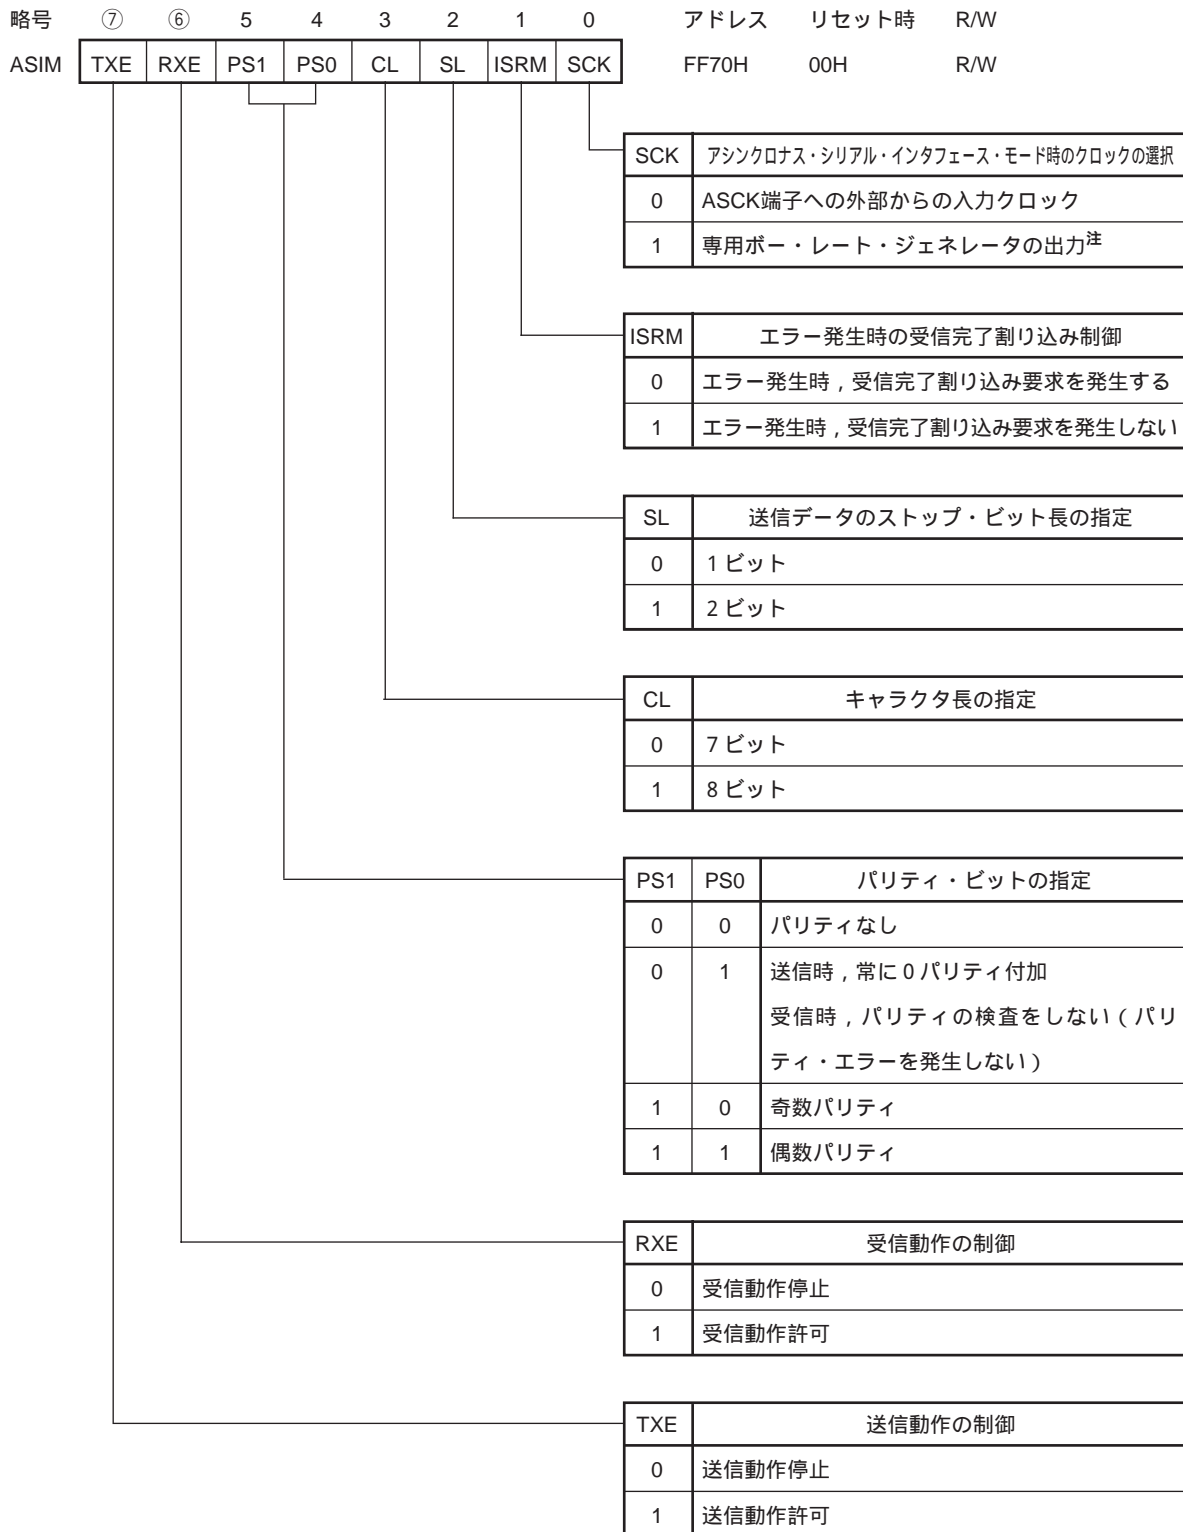 略号 ⑦ ⑥ 5 4 3 2 1 0 アドレス リセット時 R/W
ASIM TXE RXE PS1 PS0 CL SL ISRM SCK FF70H 00H R/W
SCK アシンクロナス・シリアル・インタフェース・モード時のクロックの選択
0 ASCK端子への外部からの入力クロック
1 専用ボー・レート・ジェネレータの出力注
ISRM エラー発生時の受信完了割り込み制御
0 エラー発生時，受信完了割り込み要求を発生する
1 エラー発生時，受信完了割り込み要求を発生しない
SL 送信データのストップ・ビット長の指定
0 1ビット
1 2ビット
CL キャラクタ長の指定
0 7ビット
1 8ビット
PS1 PS0 パリティ・ビットの指定
0 0 パリティなし
0 1 送信時，常に0パリティ付加
受信時，パリティの検査をしない（パリ
ティ・エラーを発生しない）
1 0 奇数パリティ
1 1 偶数パリティ
RXE 受信動作の制御
0 受信動作停止
1 受信動作許可
TXE 送信動作の制御
0 送信動作停止
1 送信動作許可